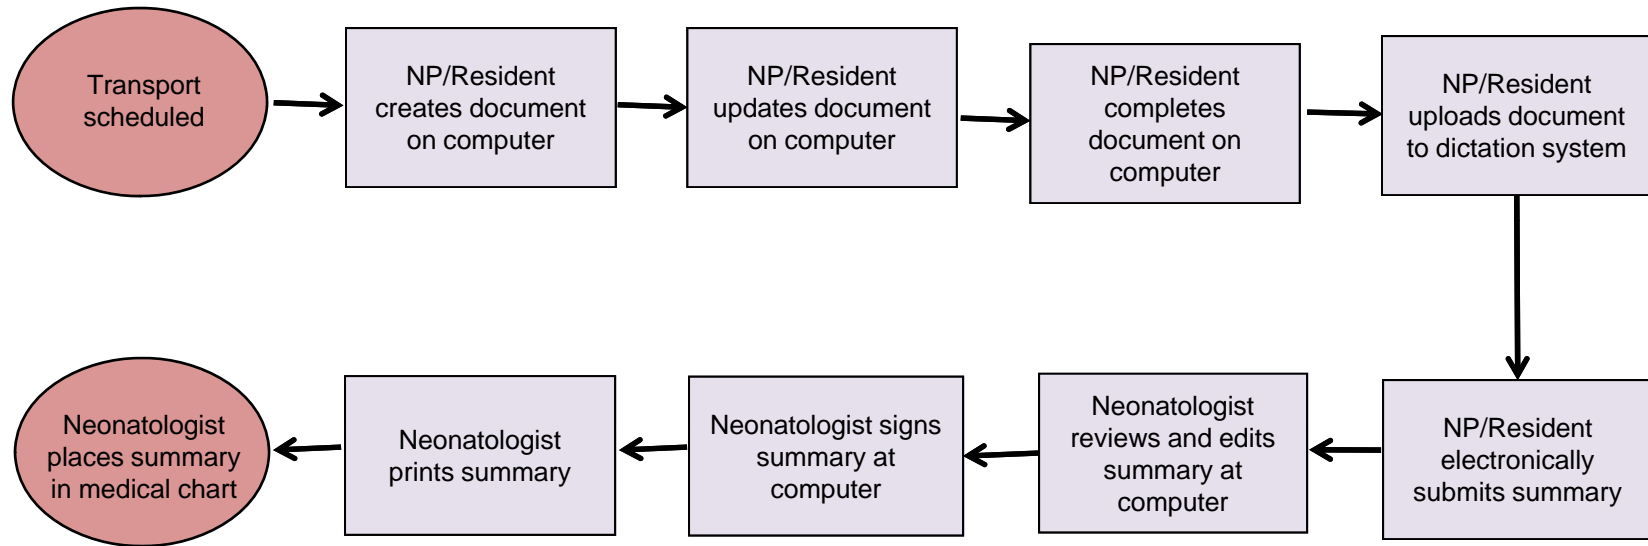 Transport
scheduled
NP/Resident
creates document
on computer
NP/Resident
updates document
on computer
NP/Resident
completes
document on
computer
NP/Resident
uploads document
to dictation system
NP/Resident
electronically
submits summary
Neonatologist
reviews and edits
summary at
computer
Neonatologist signs
summary at
computer
Neonatologist
prints summary
Neonatologist
places summary
in medical chart